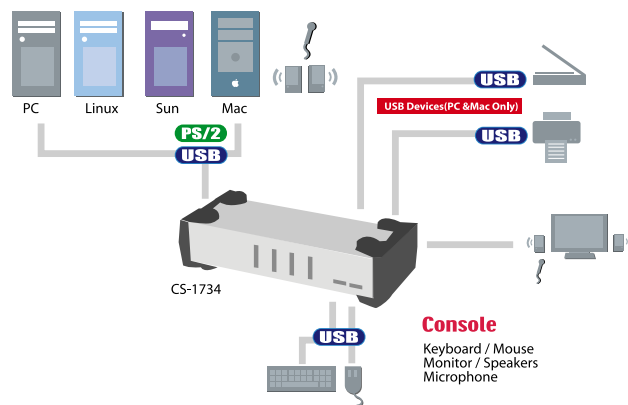 PC
Linux
Sun
Mac
PS/2
USB
USB
USB Devices(PC &Mac Only)
USB
CS-1734
USB
Console
Keyboard / Mouse
Monitor / Speakers
Microphone